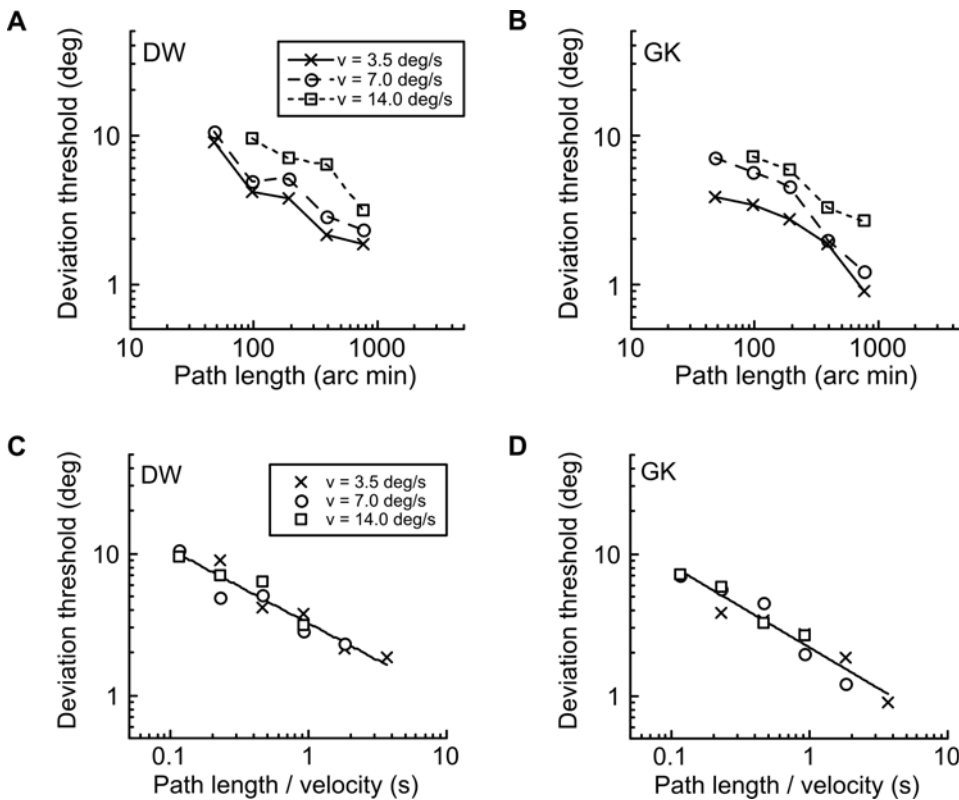 A
DW
v = 3.5 deg/s
v = 7.0 deg/s
v = 14.0 deg/s
Deviation threshold (deg)
10
1
10 100 1000
Path length (arc min)
B
GK
Deviation threshold (deg)
10
1
10 100 1000
Path length (arc min)
C
DW
v = 3.5 deg/s
v = 7.0 deg/s
v = 14.0 deg/s
Deviation threshold (deg)
10
1
0.1 1 10
Path length / velocity (s)
D
GK
Deviation threshold (deg)
10
1
0.1 1 10
Path length / velocity (s)